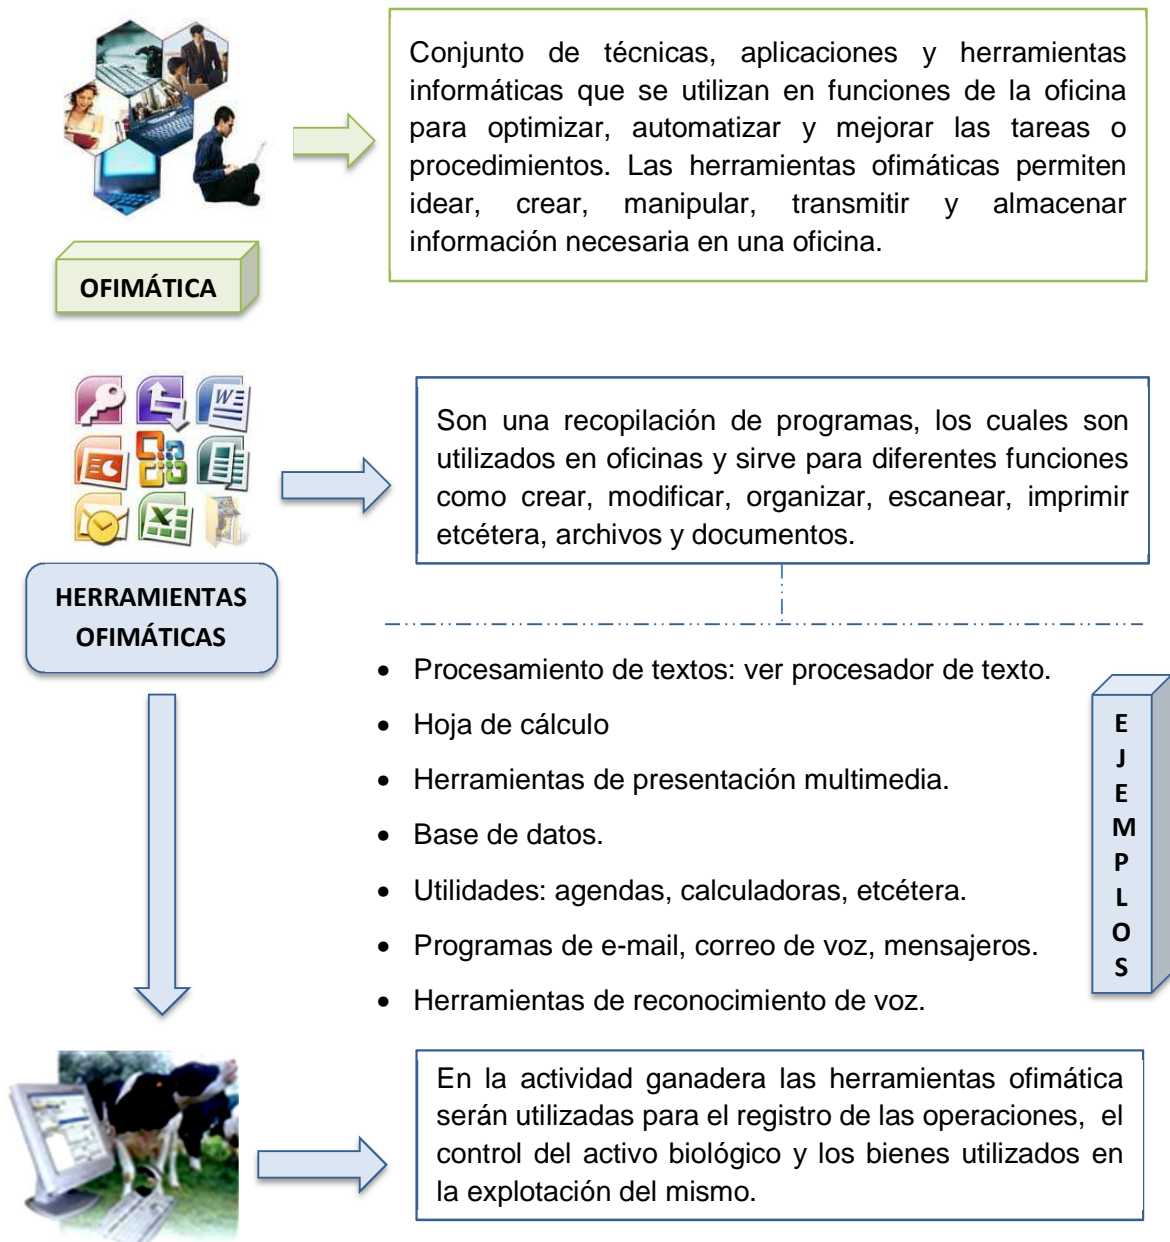 Conjunto de técnicas, aplicaciones y herramientas
informáticas que se utilizan en funciones de la oficina
para optimizar, automatizar y mejorar las tareas o
procedimientos. Las herramientas ofimáticas permiten
idear, crear, manipular, transmitir y almacenar
información necesaria en una oficina.
OFIMÁTICA
Son una recopilación de programas, los cuales son
utilizados en oficinas y sirve para diferentes funciones
como crear, modificar, organizar, escanear, imprimir
etcétera, archivos y documentos.
HERRAMIENTAS
OFIMÁTICAS
• Procesamiento de textos: ver procesador de texto.
• Hoja de cálculo
• Herramientas de presentación multimedia.
• Base de datos.
• Utilidades: agendas, calculadoras, etcétera.
• Programas de e-mail, correo de voz, mensajeros.
• Herramientas de reconocimiento de voz.
E
J
E
M
P
L
O
S
En la actividad ganadera las herramientas ofimática
serán utilizadas para el registro de las operaciones, el
control del activo biológico y los bienes utilizados en
la explotación del mismo.